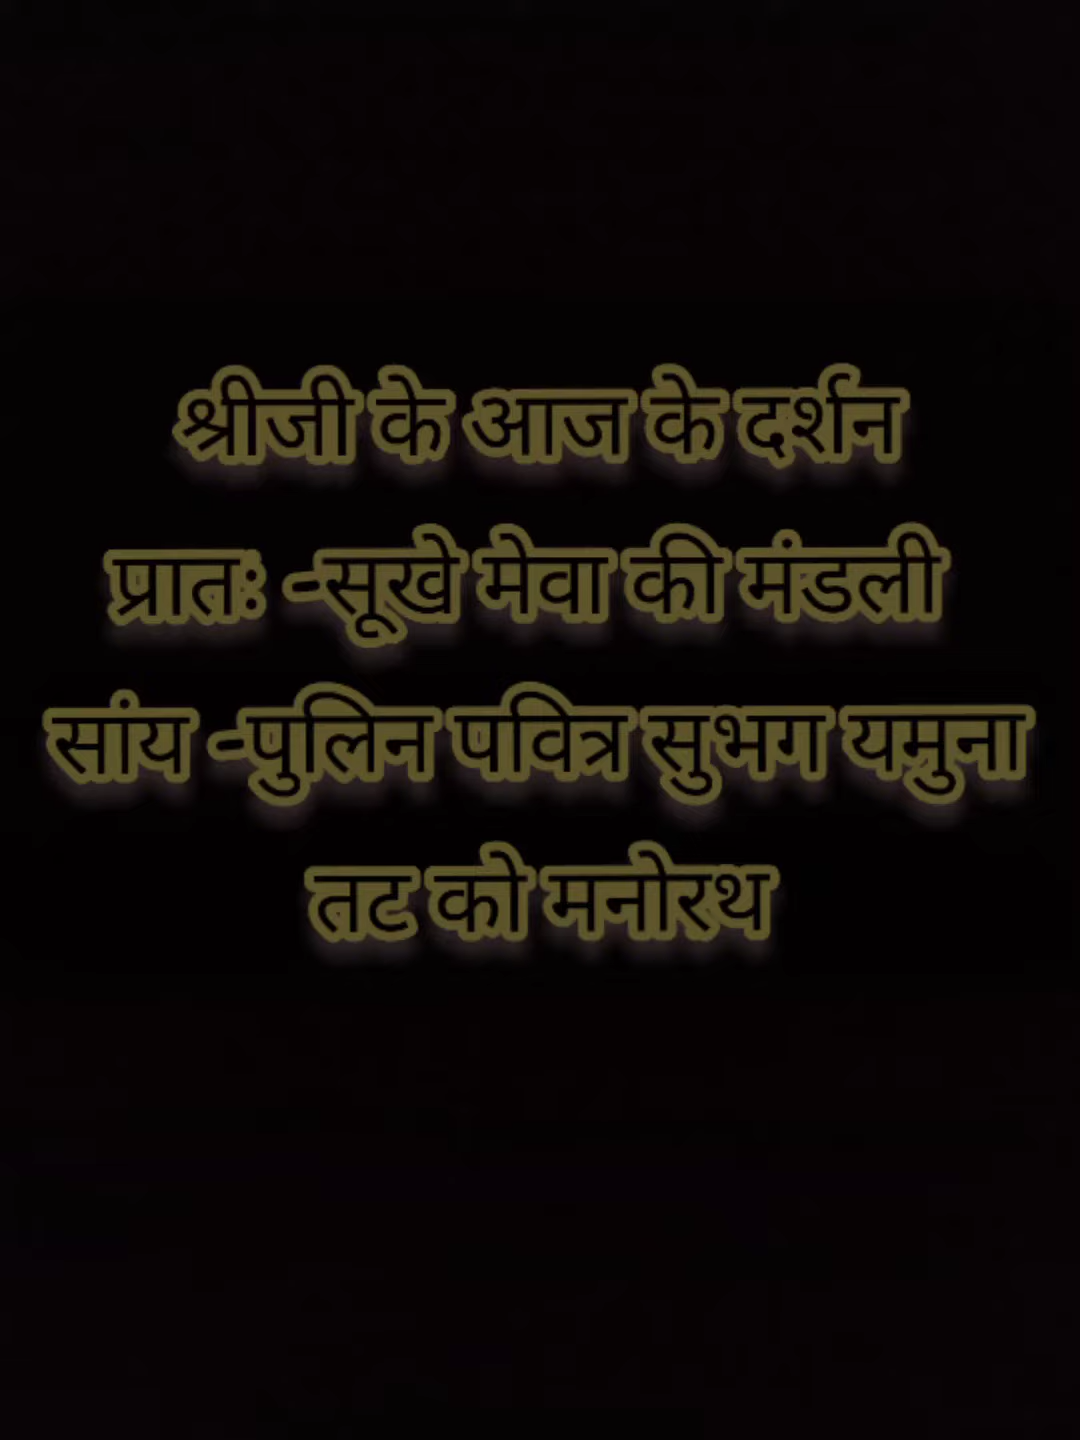 श्रीजी के आज के दर्शन
प्रातः -सूखे मेवा की मंडली
सांय -पुलिन पवित्र सुभग यमुना
तट को मनोरथ